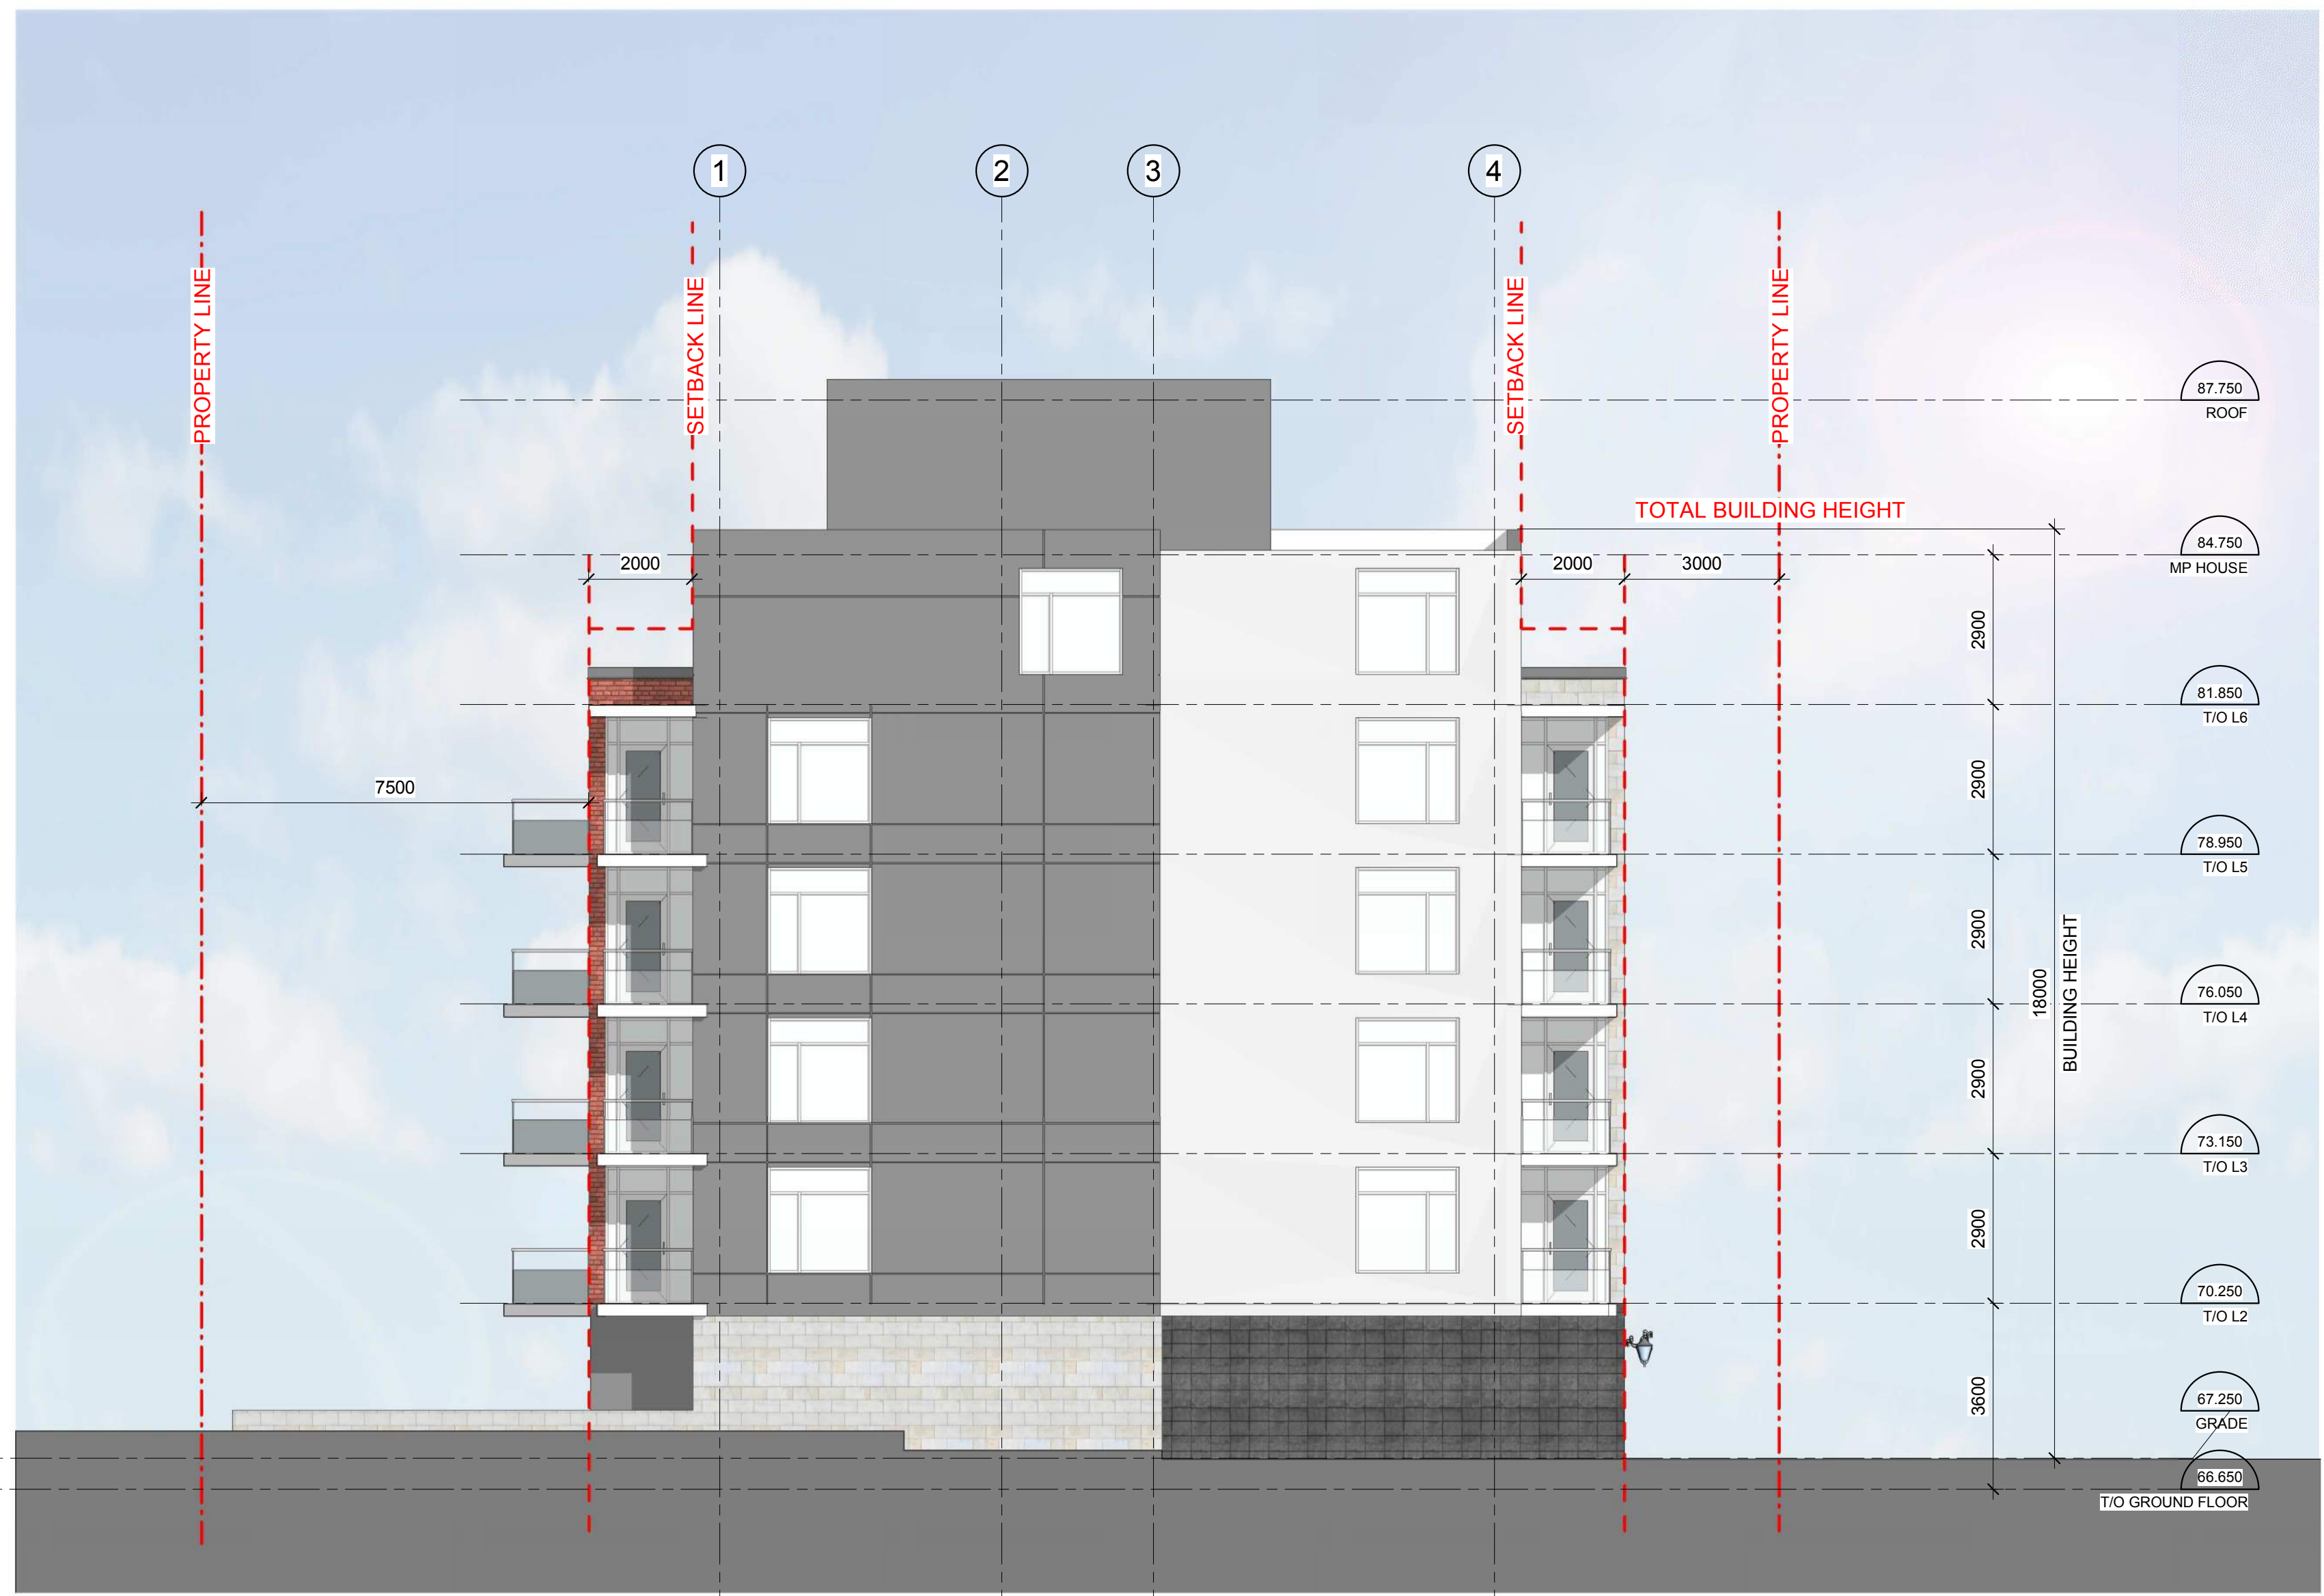 1
2
3
4
PROPERTY LINE
SETBACK LINE
SETBACK LINE
PROPERTY LINE
87.750
ROOF
TOTAL BUILDING HEIGHT
84.750
MP HOUSE
2000
2000
3000
2900
81.850
T/O L6
2900
7500
78.950
T/O L5
2900
18000
BUILDING HEIGHT
76.050
T/O L4
2900
73.150
T/O L3
2900
70.250
T/O L2
3600
67.250
GRADE
66.650
T/O GROUND FLOOR